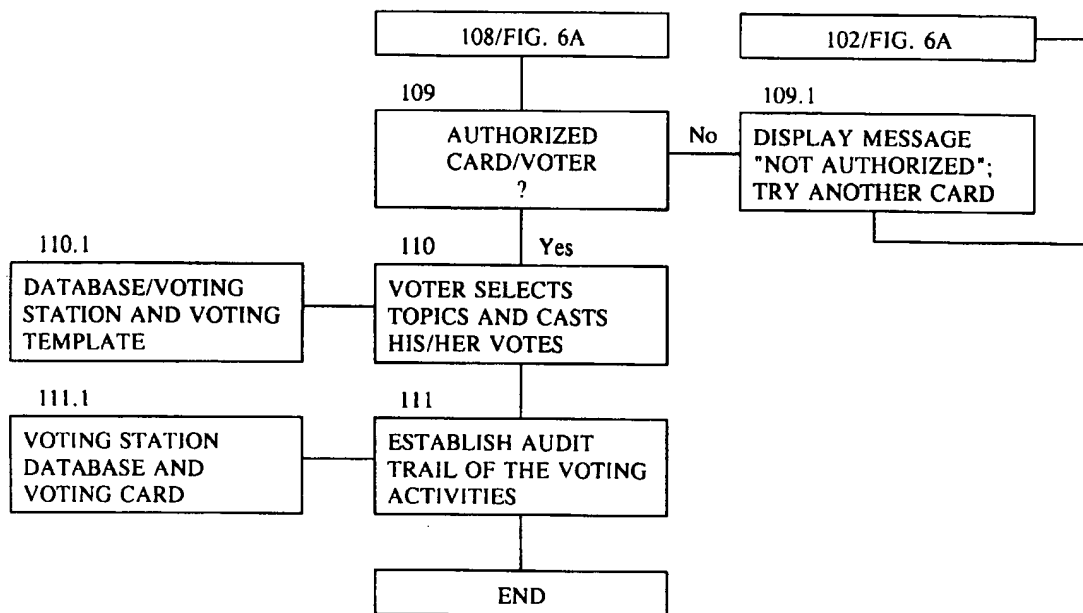 108/FIG. 6A
102/FIG. 6A
109
AUTHORIZED
CARD/VOTER
?
No
109.1
DISPLAY MESSAGE
"NOT AUTHORIZED";
TRY ANOTHER CARD
Yes
110.1
DATABASE/VOTING
STATION AND VOTING
TEMPLATE
110
VOTER SELECTS
TOPICS AND CASTS
HIS/HER VOTES
111.1
VOTING STATION
DATABASE AND
VOTING CARD
111
ESTABLISH AUDIT
TRAIL OF THE VOTING
ACTIVITIES
END